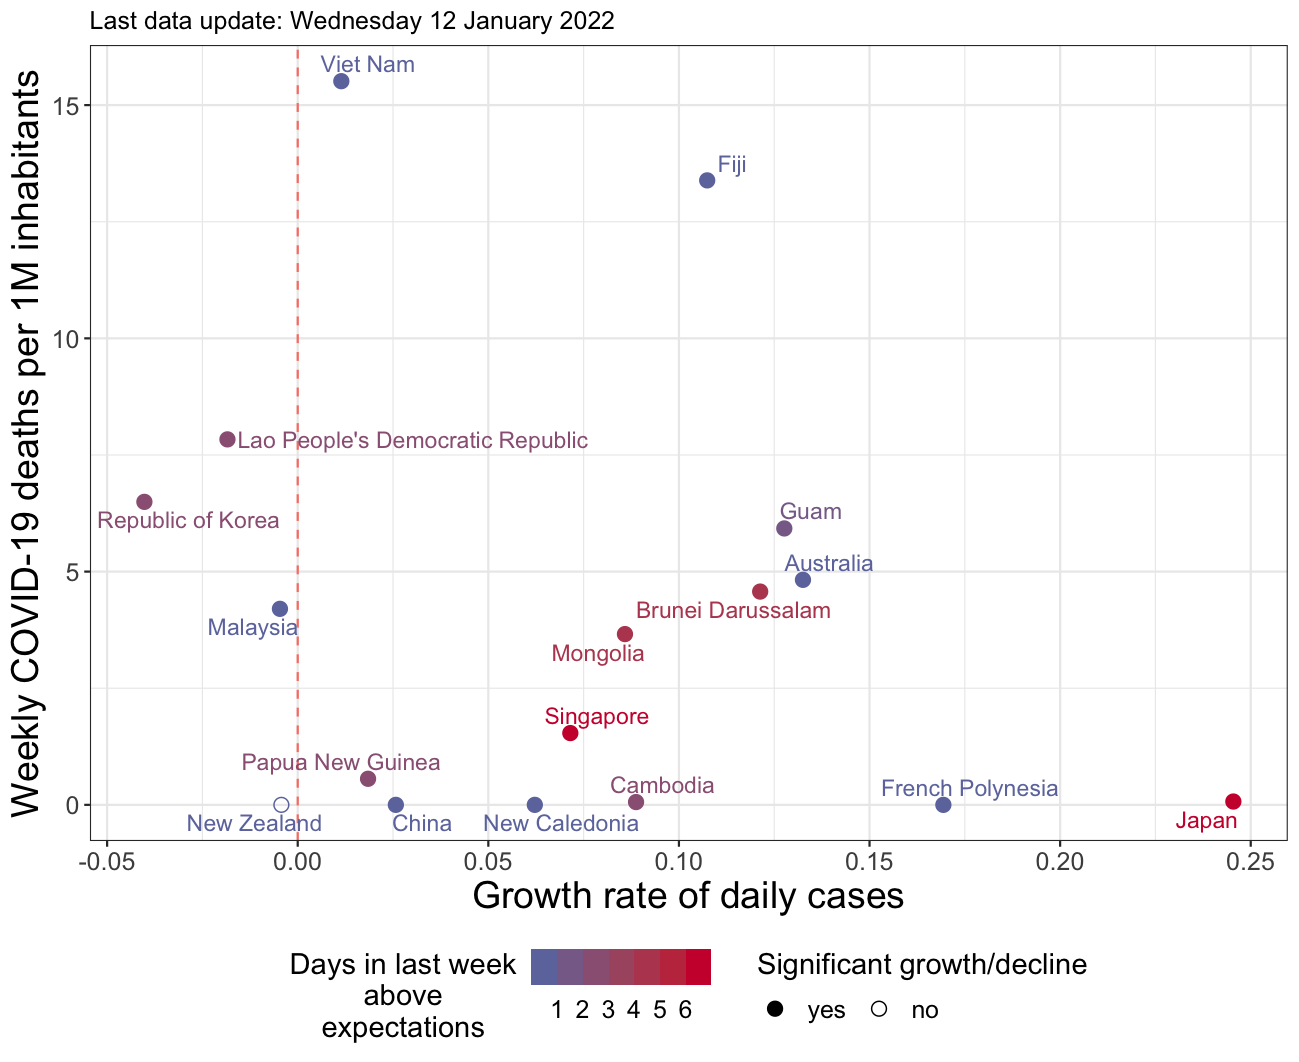 Last data update: Wednesday 12 January 2022
Weekly COVID-19 deaths per 1M inhabitants
15
10
5
0
Viet Nam
Fiji
Lao People's Democratic Republic
Republic of Korea
Guam
Australia
Brunei Darussalam
Malaysia
Mongolia
Singapore
Papua New Guinea
Cambodia
French Polynesia
New Zealand
China
New Caledonia
Japan
-0.05 0.00 0.05 0.10 0.15 0.20 0.25
Growth rate of daily cases
Days in last week
above
expectations
1 2 3 4 5 6
Significant growth/decline
yes no